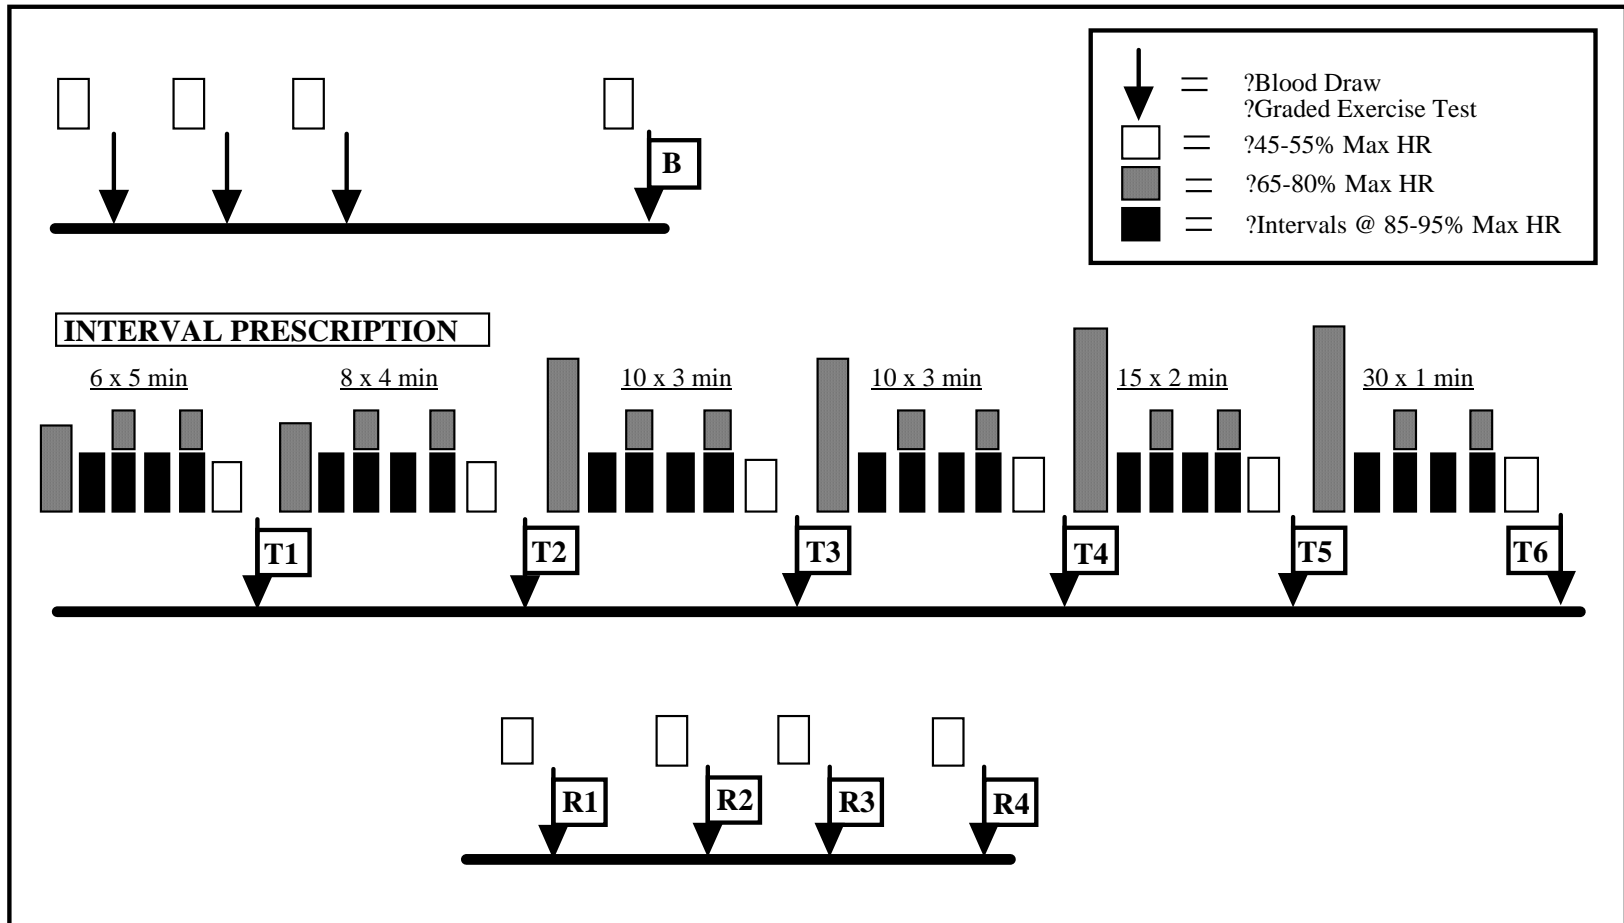 ?Blood Draw
?Graded Exercise Test
?45-55% Max HR
?65-80% Max HR
?Intervals @ 85-95% Max HR
B
INTERVAL PRESCRIPTION
6 x 5 min
8 x 4 min
10 x 3 min
10 x 3 min
15 x 2 min
30 x 1 min
T1
T2
T3
T4
T5
T6
R1
R2
R3
R4